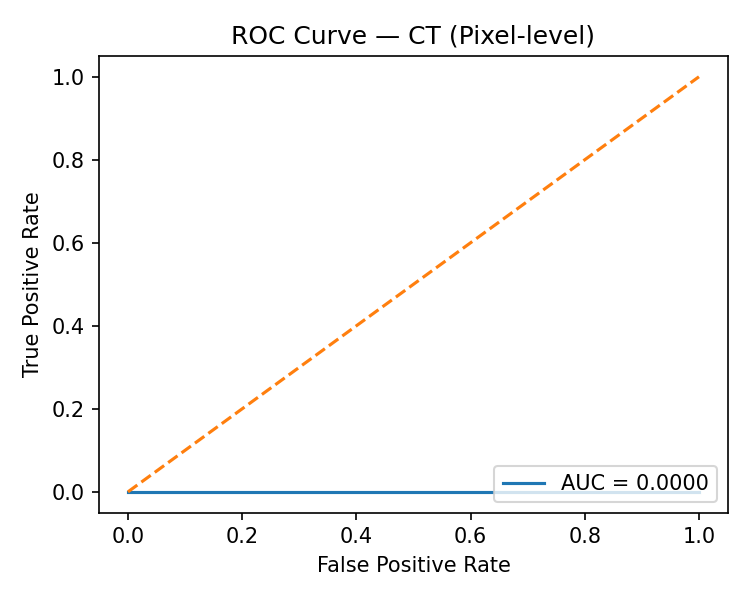 ROC Curve — CT (Pixel-level)
True Positive Rate
1.0
0.8
0.6
0.4
0.2
0.0
AUC = 0.0000
0.0 0.2 0.4 0.6 0.8 1.0
False Positive Rate